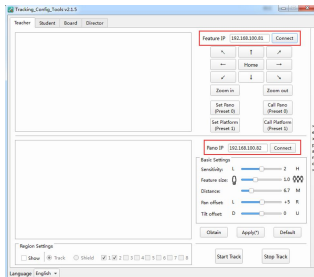 Tracking_Config_Tools v2.1.5
Teacher Student Board Director
Feature IP 192.168.100.81 Connect
↖ ↑ ↗
← Home →
↙ ↓ ↘
Zoom in Zoom out
Set Pano (Preset 0) Call Pano (Preset 0)
Set Platform (Preset 1) Call Platform (Preset 1)
Pano IP 192.168.100.82 Connect
Basic Settings
Sensitivity: L 2 H
Feature size: 1.0
Distance: 6.7 M
Pan offset: L +5 R
Tilt offset: D 0 U
Obtain Apply(*) Default
Region Settings
Show Track Shield 1 2 3 4 5 6 7 8
Start Track Stop Track
Language English